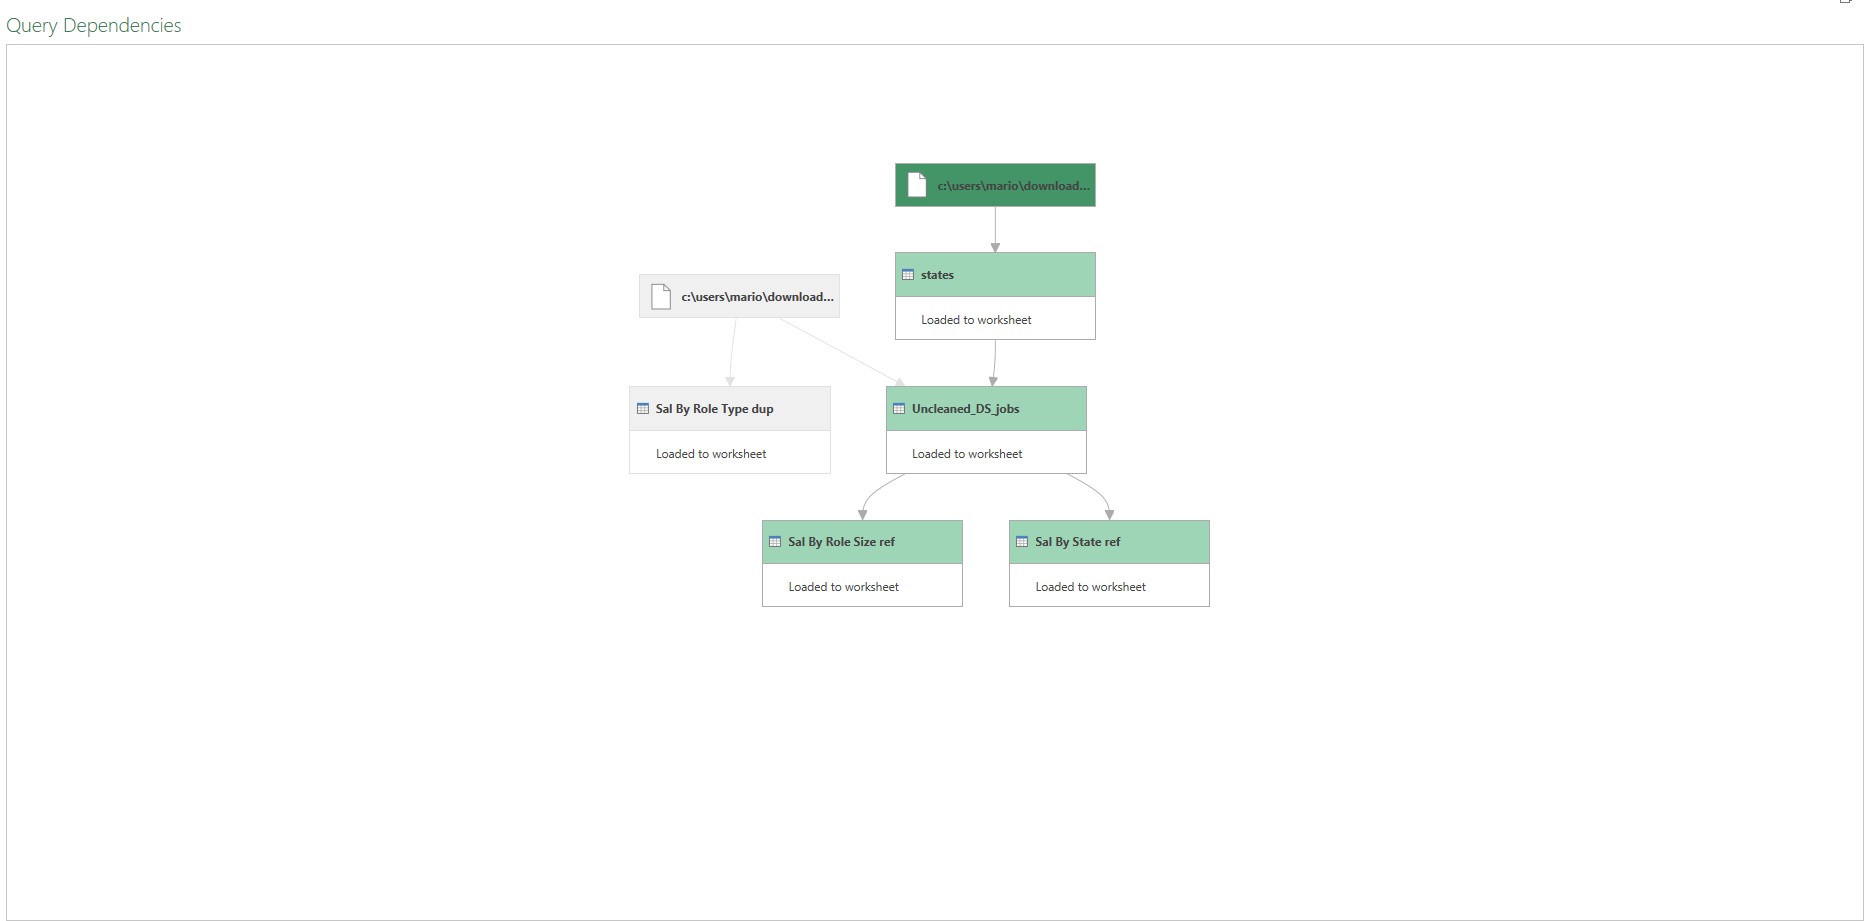 Query Dependencies
c:\users\mario\download...
states
Loaded to worksheet
c:\users\mario\download...
Sal By Role Type dup
Loaded to worksheet
Uncleaned_DS_jobs
Loaded to worksheet
Sal By Role Size ref
Loaded to worksheet
Sal By State ref
Loaded to worksheet